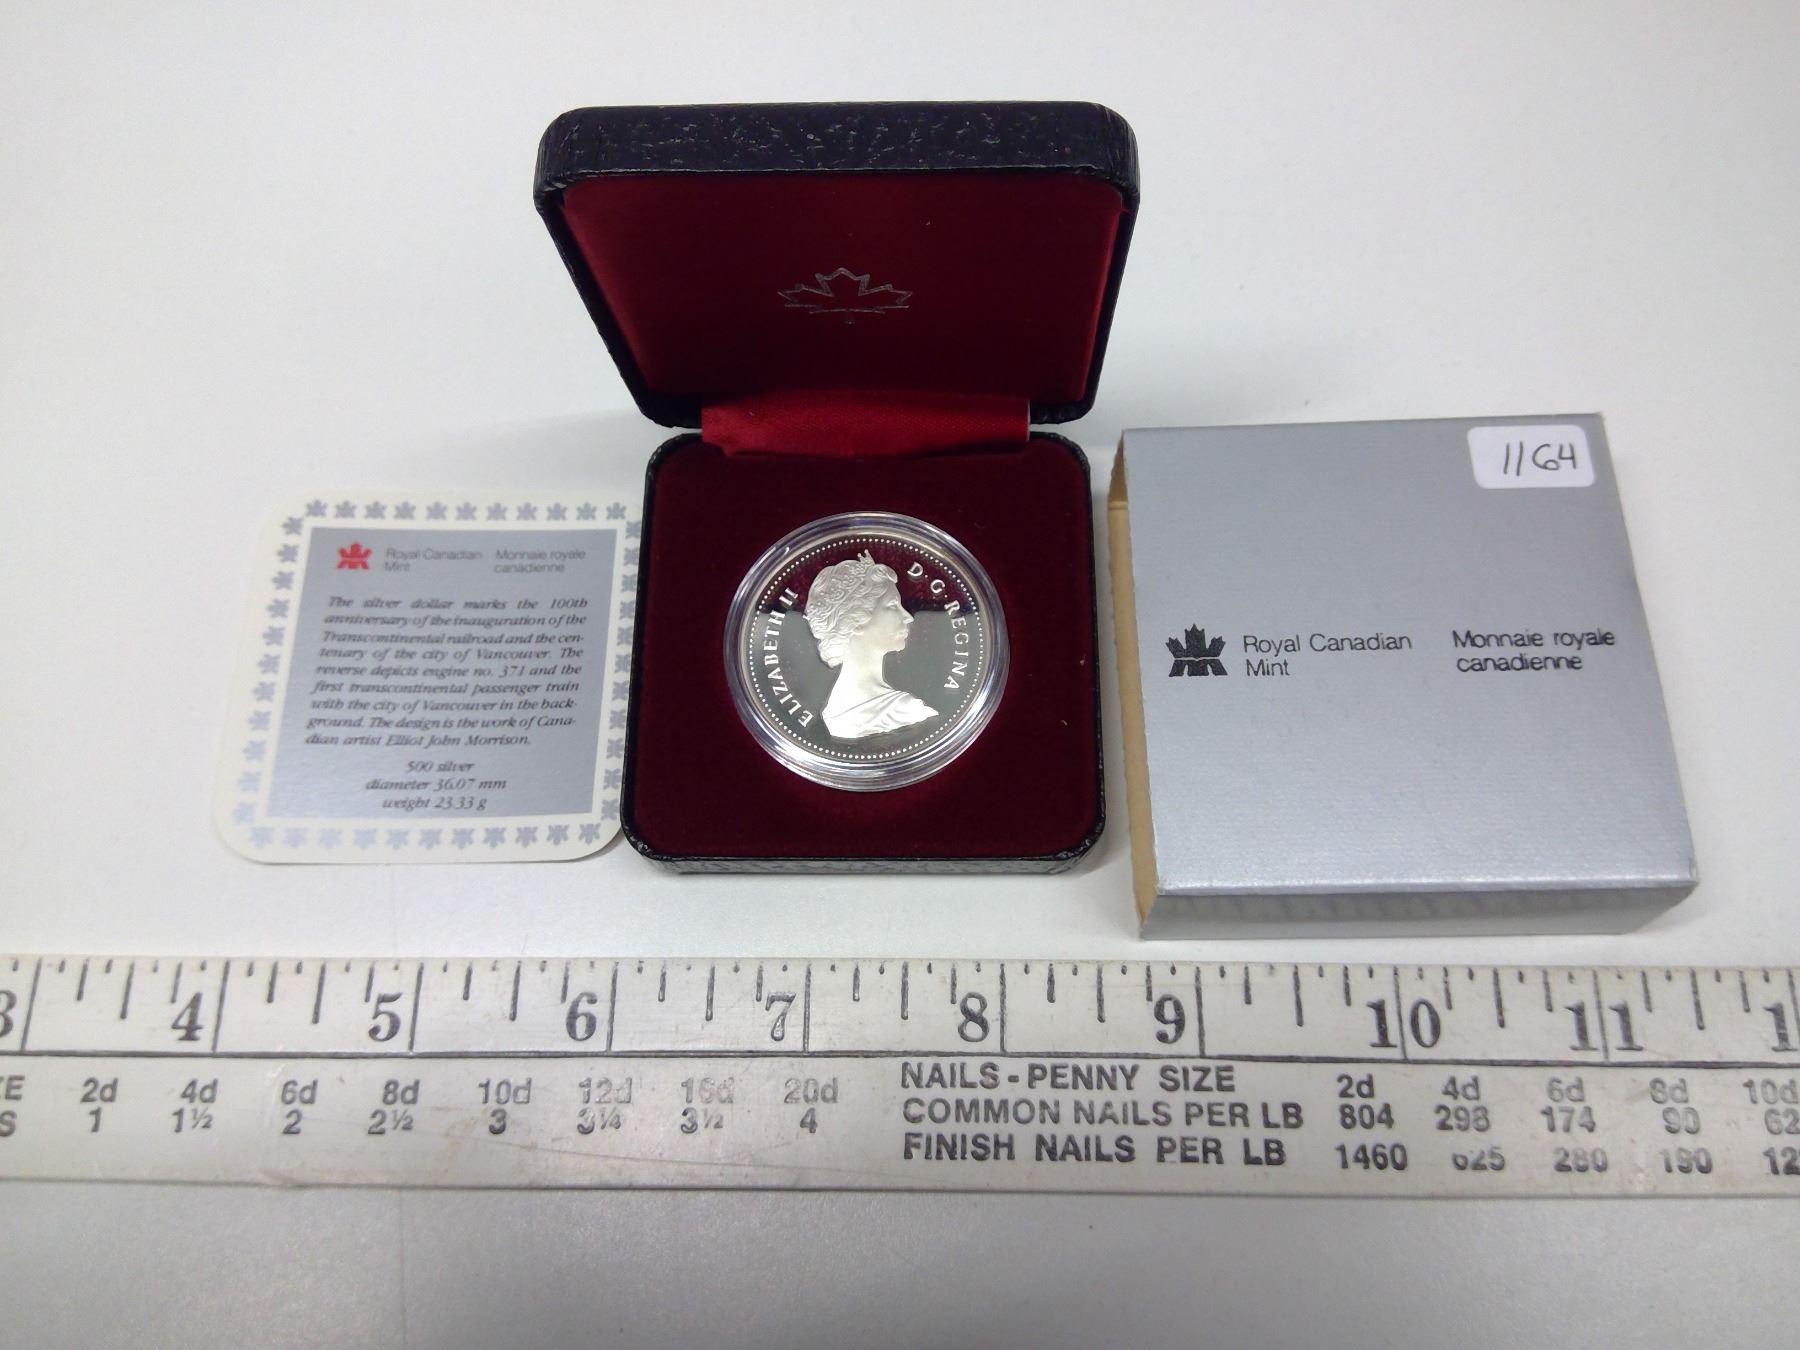 Royal Canadian Mint
Monnaie royale canadienne
The silver dollar marks the 100th
anniversary of the inauguration of the
Transcontinental railroad and the cen-
tenary of the city of Vancouver. The
reverse depicts engine no. 371 and the
first transcontinental passenger train
with the city of Vancouver in the back-
ground. The design is the work of Cana-
dian artist Elliot John Morrison.
500 silver
diameter 36.07 mm
weight 23.33 g
ELIZABETH II D·G·REGINA
1164
Royal Canadian Mint
Monnaie royale canadienne
3 4 5 6 7 8 9 10 11 1
ZE 2d 4d 6d 8d 10d 12d 16d 20d
S 1 1½ 2 2½ 3 3¼ 3½ 4
NAILS - PENNY SIZE 2d 4d 6d 8d 10d
COMMON NAILS PER LB 804 298 174 90 62
FINISH NAILS PER LB 1460 625 280 190 12